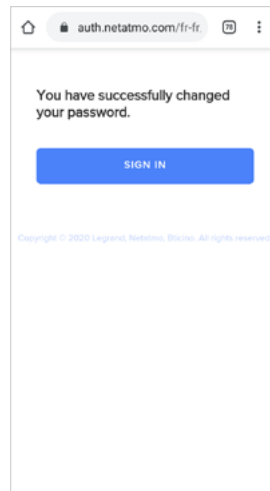 auth.netatmo.com/fr-fr
78
You have successfully changed
your password.
SIGN IN
Copyright © 2020 Legrand, Netatmo, Bticino. All rights reserved